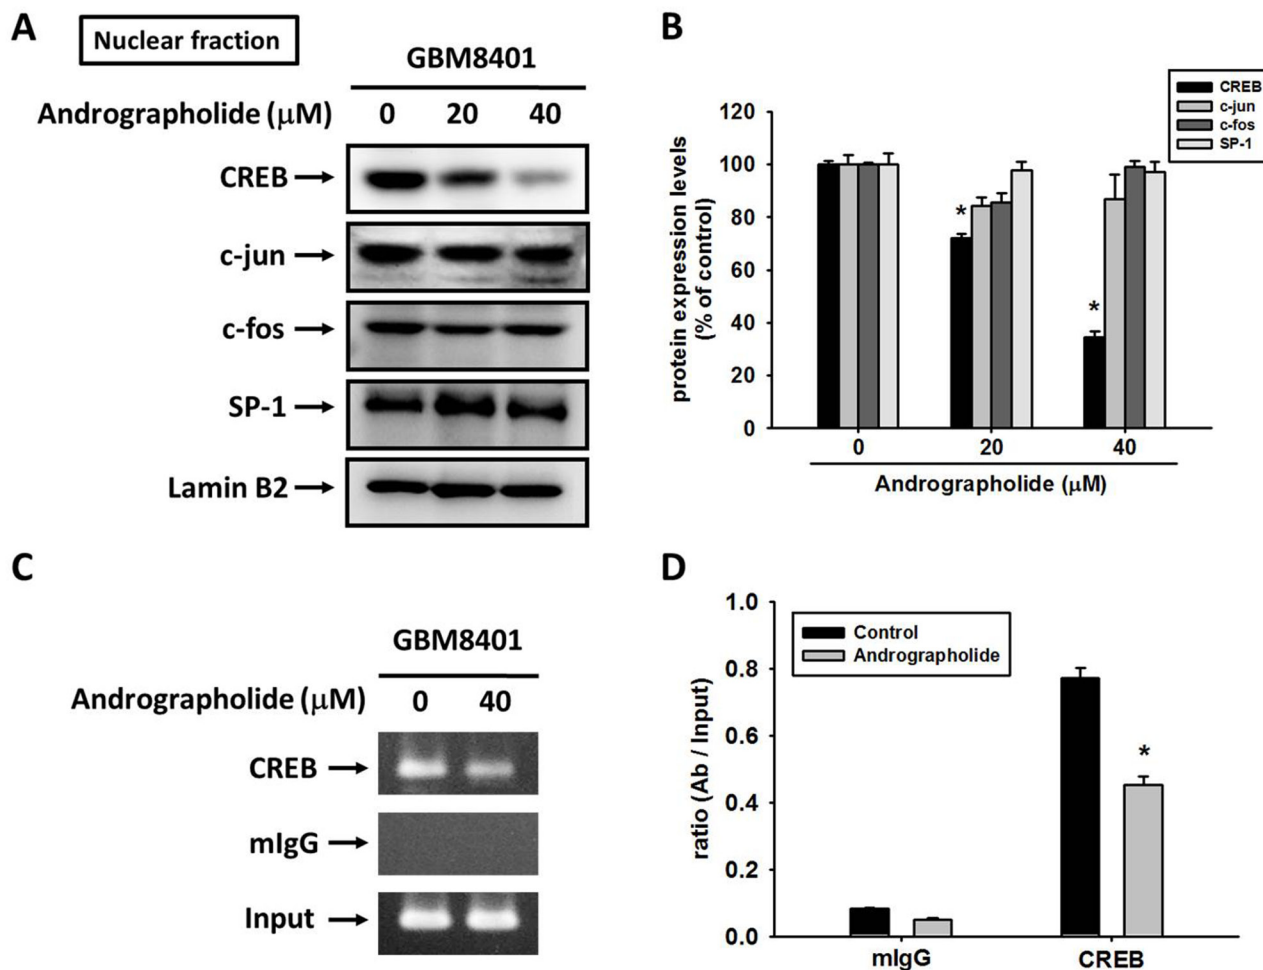 A
Nuclear fraction
GBM8401
Andrographolide (μM) 0 20 40
CREB
c-jun
c-fos
SP-1
Lamin B2
B
CREB
c-jun
c-fos
SP-1
protein expression levels
(% of control)
120
100
80
60
40
20
0
*
*
0 20 40
Andrographolide (μM)
C
GBM8401
Andrographolide (μM) 0 40
CREB
mIgG
Input
D
Control
Andrographolide
ratio (Ab / Input)
1.0
0.8
0.6
0.4
0.2
0.0
*
mIgG CREB